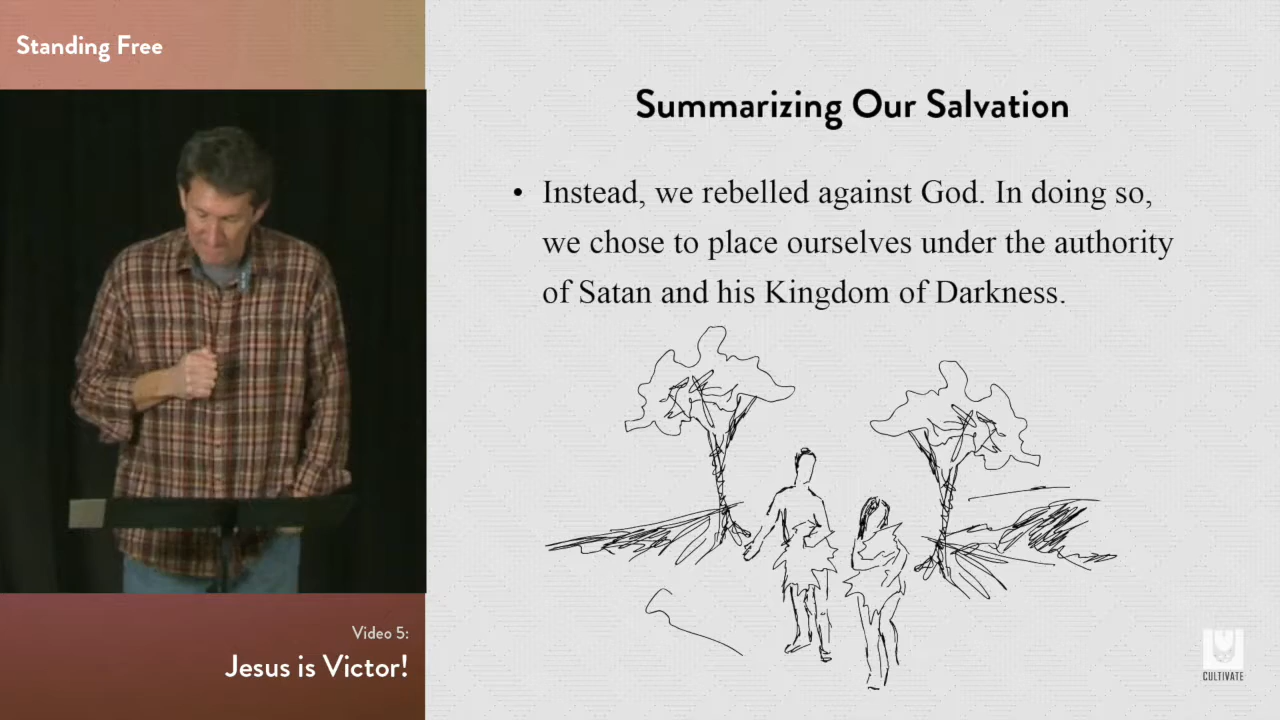 Standing Free
Summarizing Our Salvation
• Instead, we rebelled against God. In doing so,
we chose to place ourselves under the authority
of Satan and his Kingdom of Darkness.
Video 5:
Jesus is Victor!
CULTIVATE